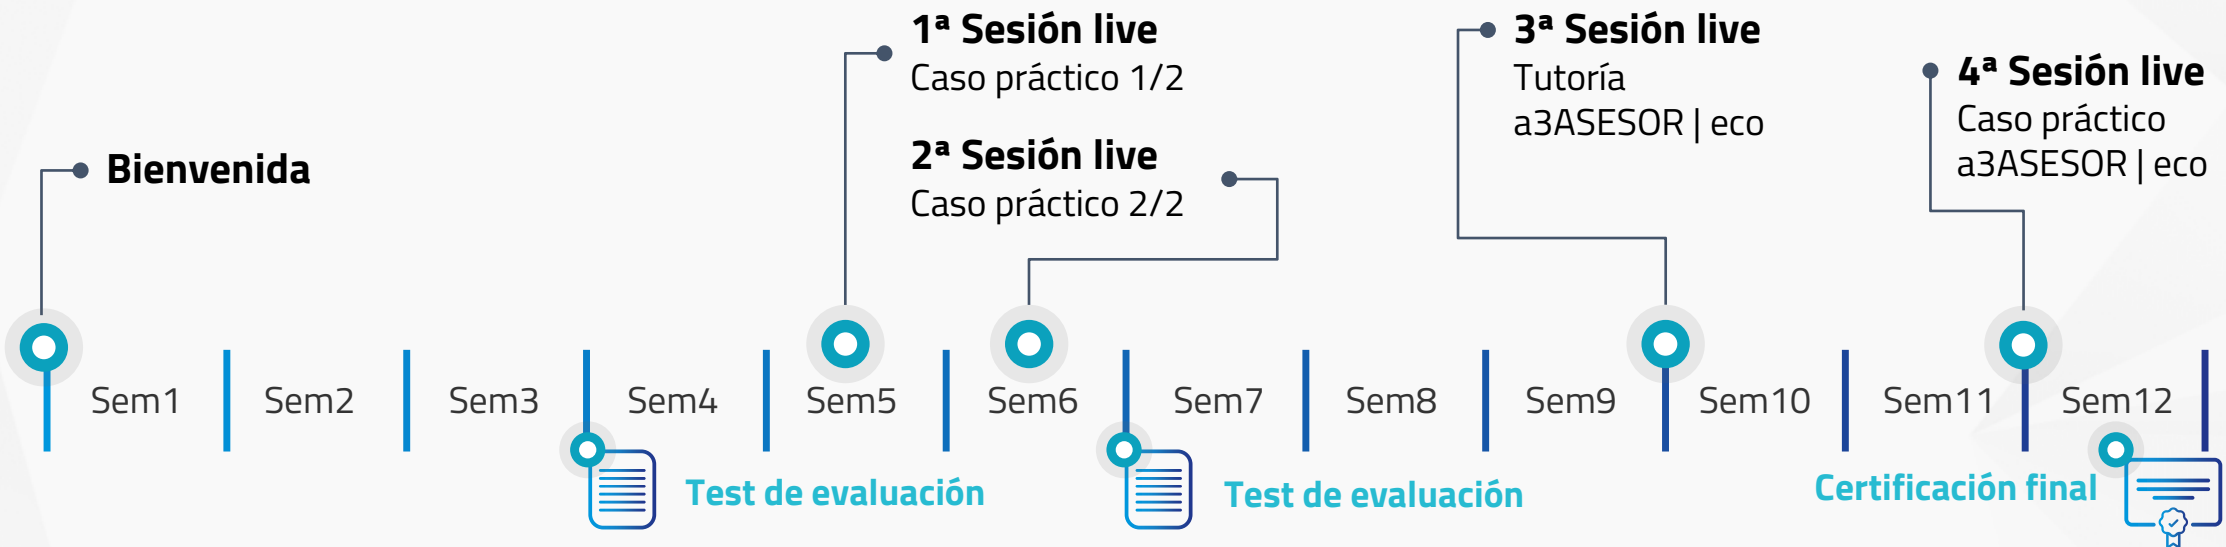 Bienvenida
1ª Sesión live
Caso práctico 1/2
2ª Sesión live
Caso práctico 2/2
3ª Sesión live
Tutoría
a3ASESOR | eco
4ª Sesión live
Caso práctico
a3ASESOR | eco
Sem1 Sem2 Sem3 Sem4 Sem5 Sem6 Sem7 Sem8 Sem9 Sem10 Sem11 Sem12
Test de evaluación
Test de evaluación
Certificación final